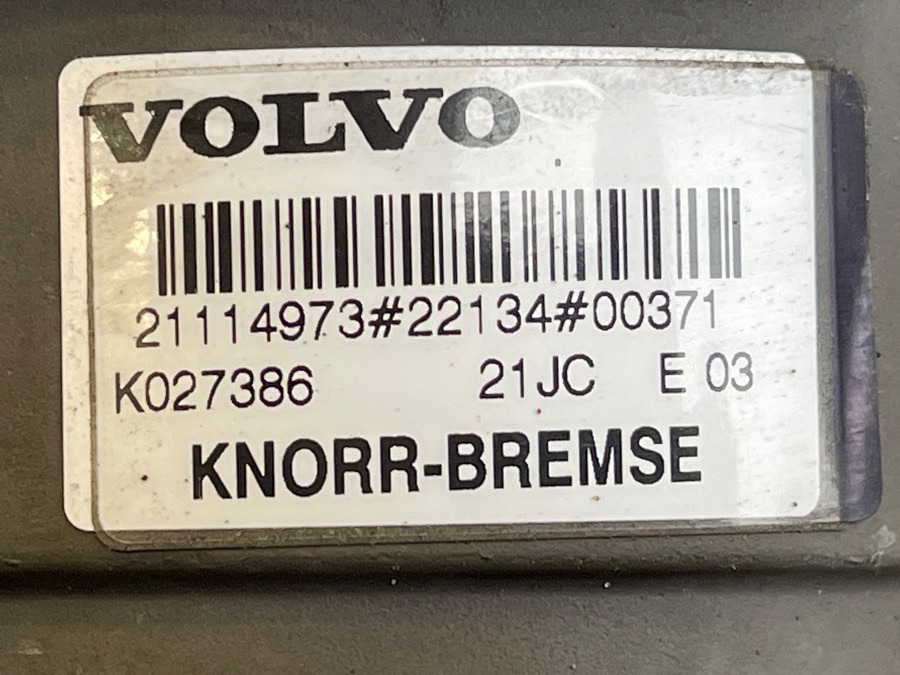 VOLVO
21114973#22134#00371
K027386 21JC E 03
KNORR-BREMSE